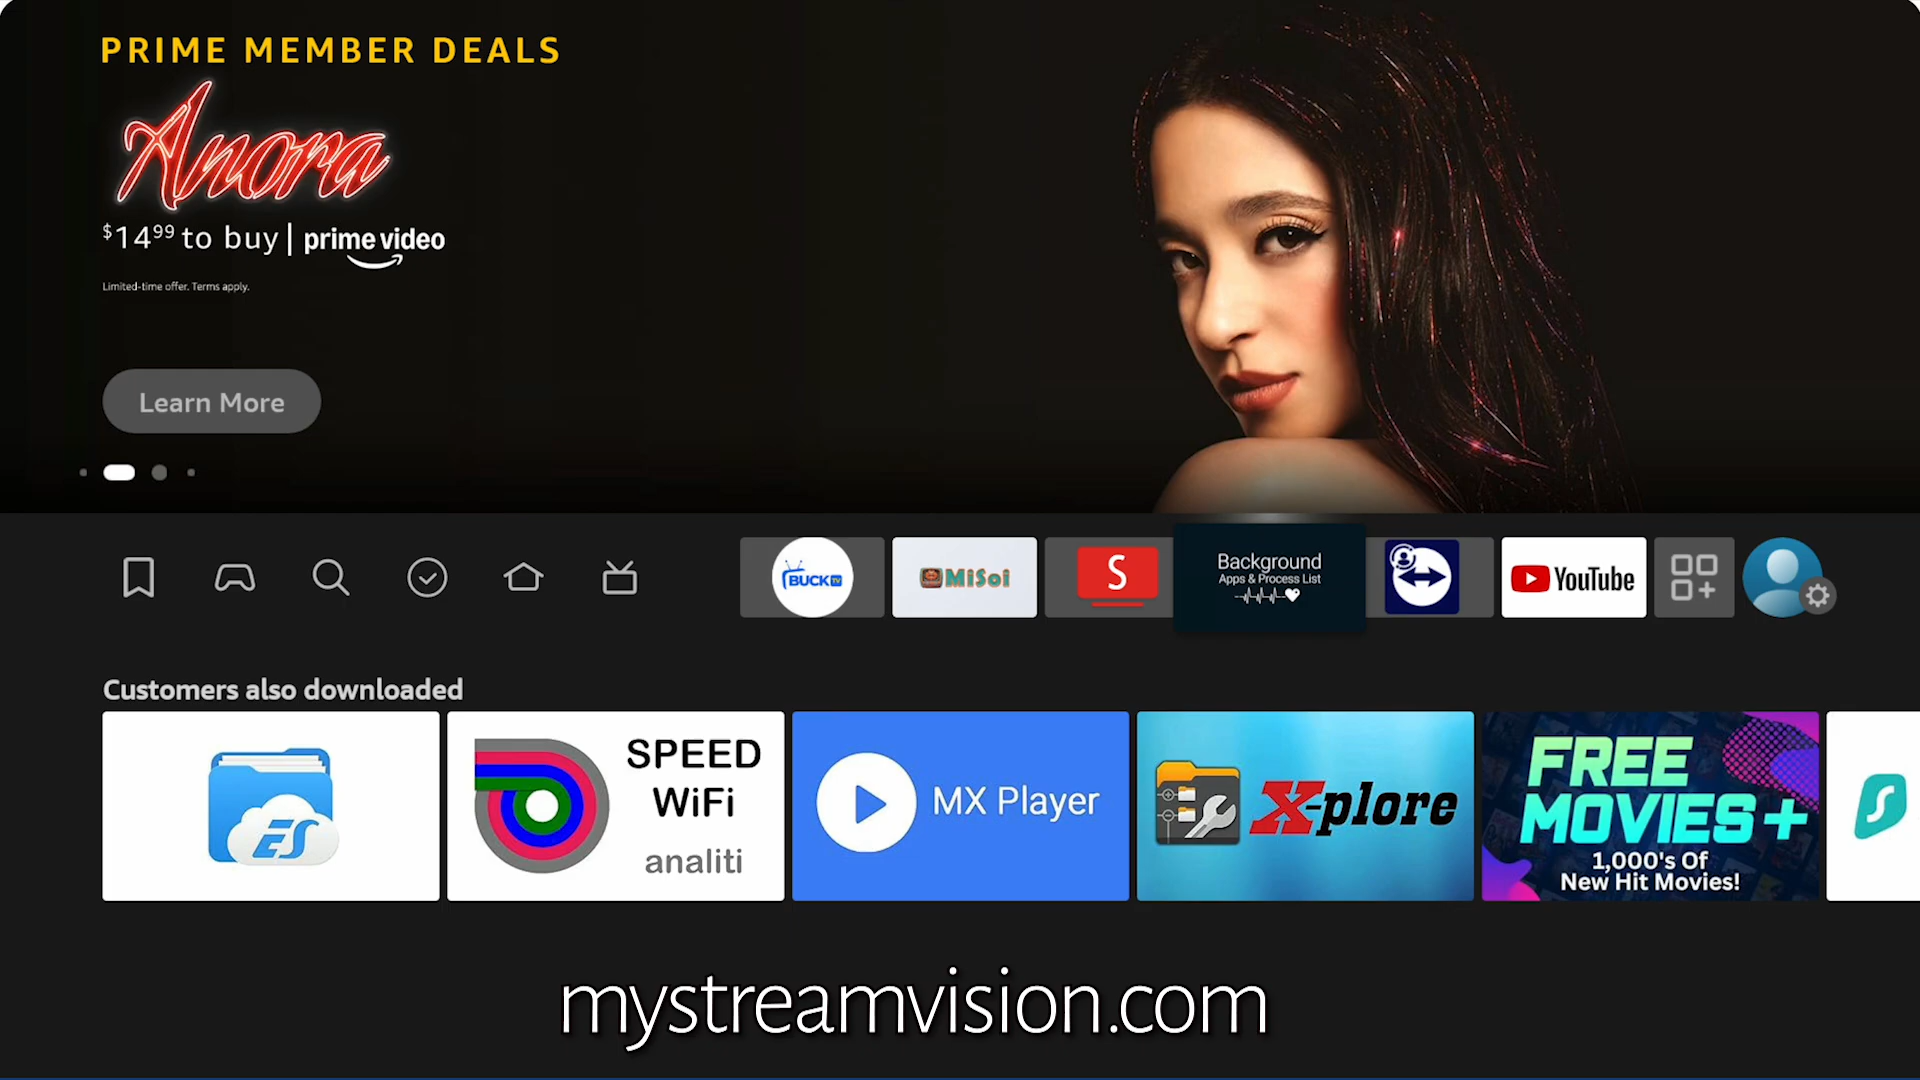 PRIME MEMBER DEALS
Anora
$14⁹⁹ to buy | prime video
Limited-time offer. Terms apply.
Learn More
BUCK TV
MiSoi
S
Background
Apps & Process List
YouTube
Customers also downloaded
ES
SPEED
WiFi
analiti
MX Player
X-plore
FREE
MOVIES +
1,000's Of
New Hit Movies!
mystreamvision.com